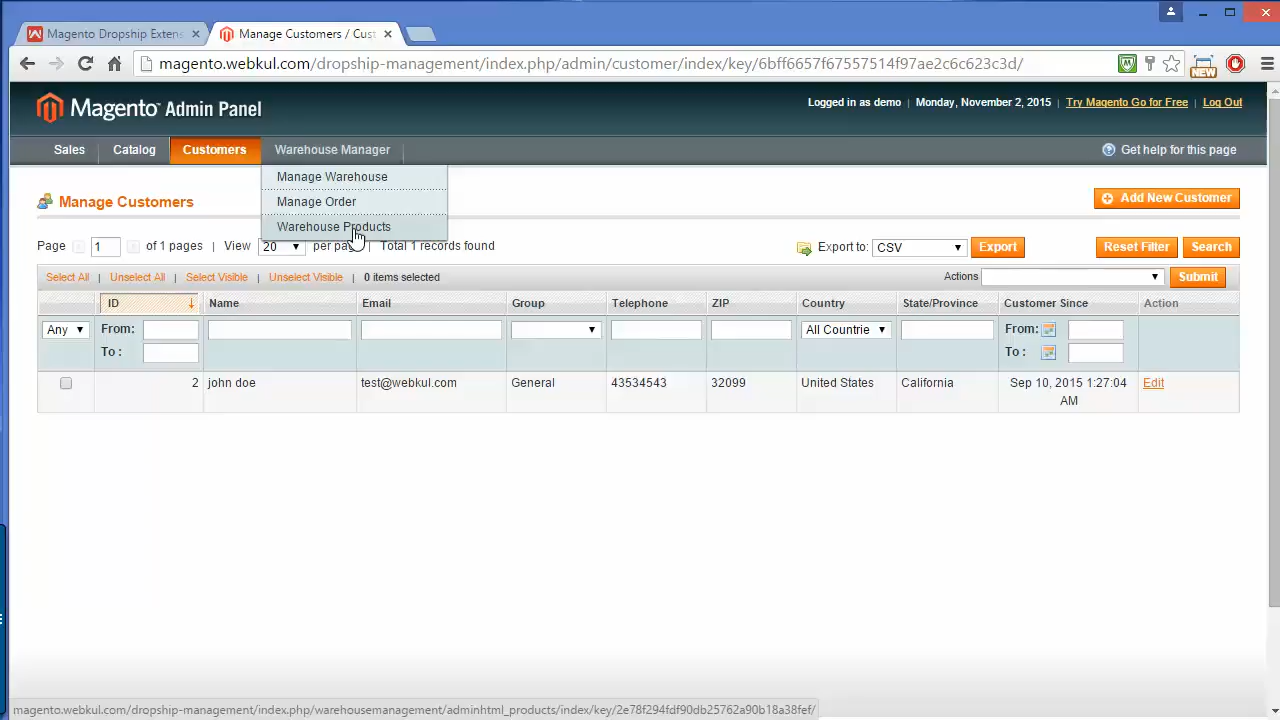 Magento Dropship Extens
Manage Customers / Cust
magento.webkul.com/dropship-management/index.php/admin/customer/index/key/6bff6657f67557514f97ae2c6c623c3d/
NEW
Magento Admin Panel
Logged in as demo | Monday, November 2, 2015 | Try Magento Go for Free | Log Out
Sales Catalog Customers Warehouse Manager
Get help for this page
Manage Warehouse
Manage Order
Warehouse Products
Manage Customers
Add New Customer
Page 1 of 1 pages | View 20 per pa Total 1 records found
Export to: CSV Export Reset Filter Search
Select All | Unselect All | Select Visible | Unselect Visible | 0 items selected
Actions Submit
ID Name Email Group Telephone ZIP Country State/Province Customer Since Action
Any From: All Countrie From:
To : To :
2 john doe test@webkul.com General 43534543 32099 United States California Sep 10, 2015 1:27:04 AM Edit
magento.webkul.com/dropship-management/index.php/warehousemanagement/adminhtml_products/index/key/2e78f294fdf90db25762a90b18a38fef/